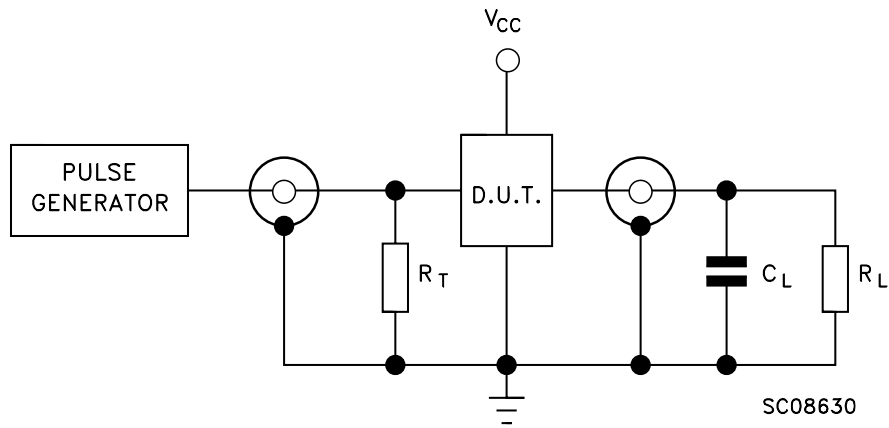 VCC
PULSE
GENERATOR
D.U.T.
RT
CL
RL
SC08630